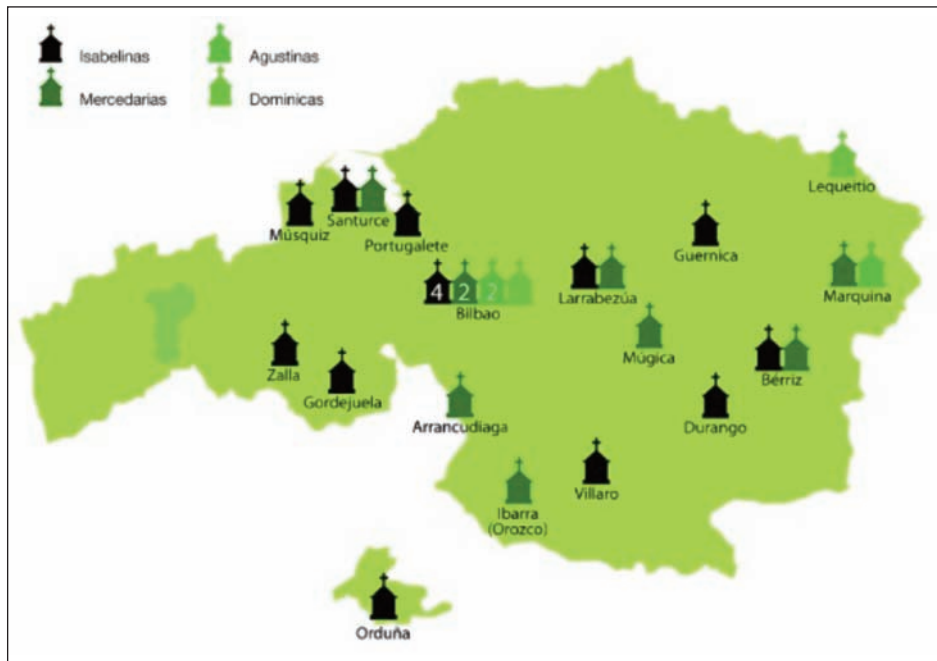 Isabelinas
Agustinas
Mercedarias
Dominicas
Lequeitio
Músquiz
Santurce
Portugalete
Guernica
4 2 2
Bilbao
Larrabezúa
Marquina
Múgica
Zalla
Gordejuela
Bérriz
Arrancudiaga
Durango
Villaro
Ibarra
(Orozco)
Orduña